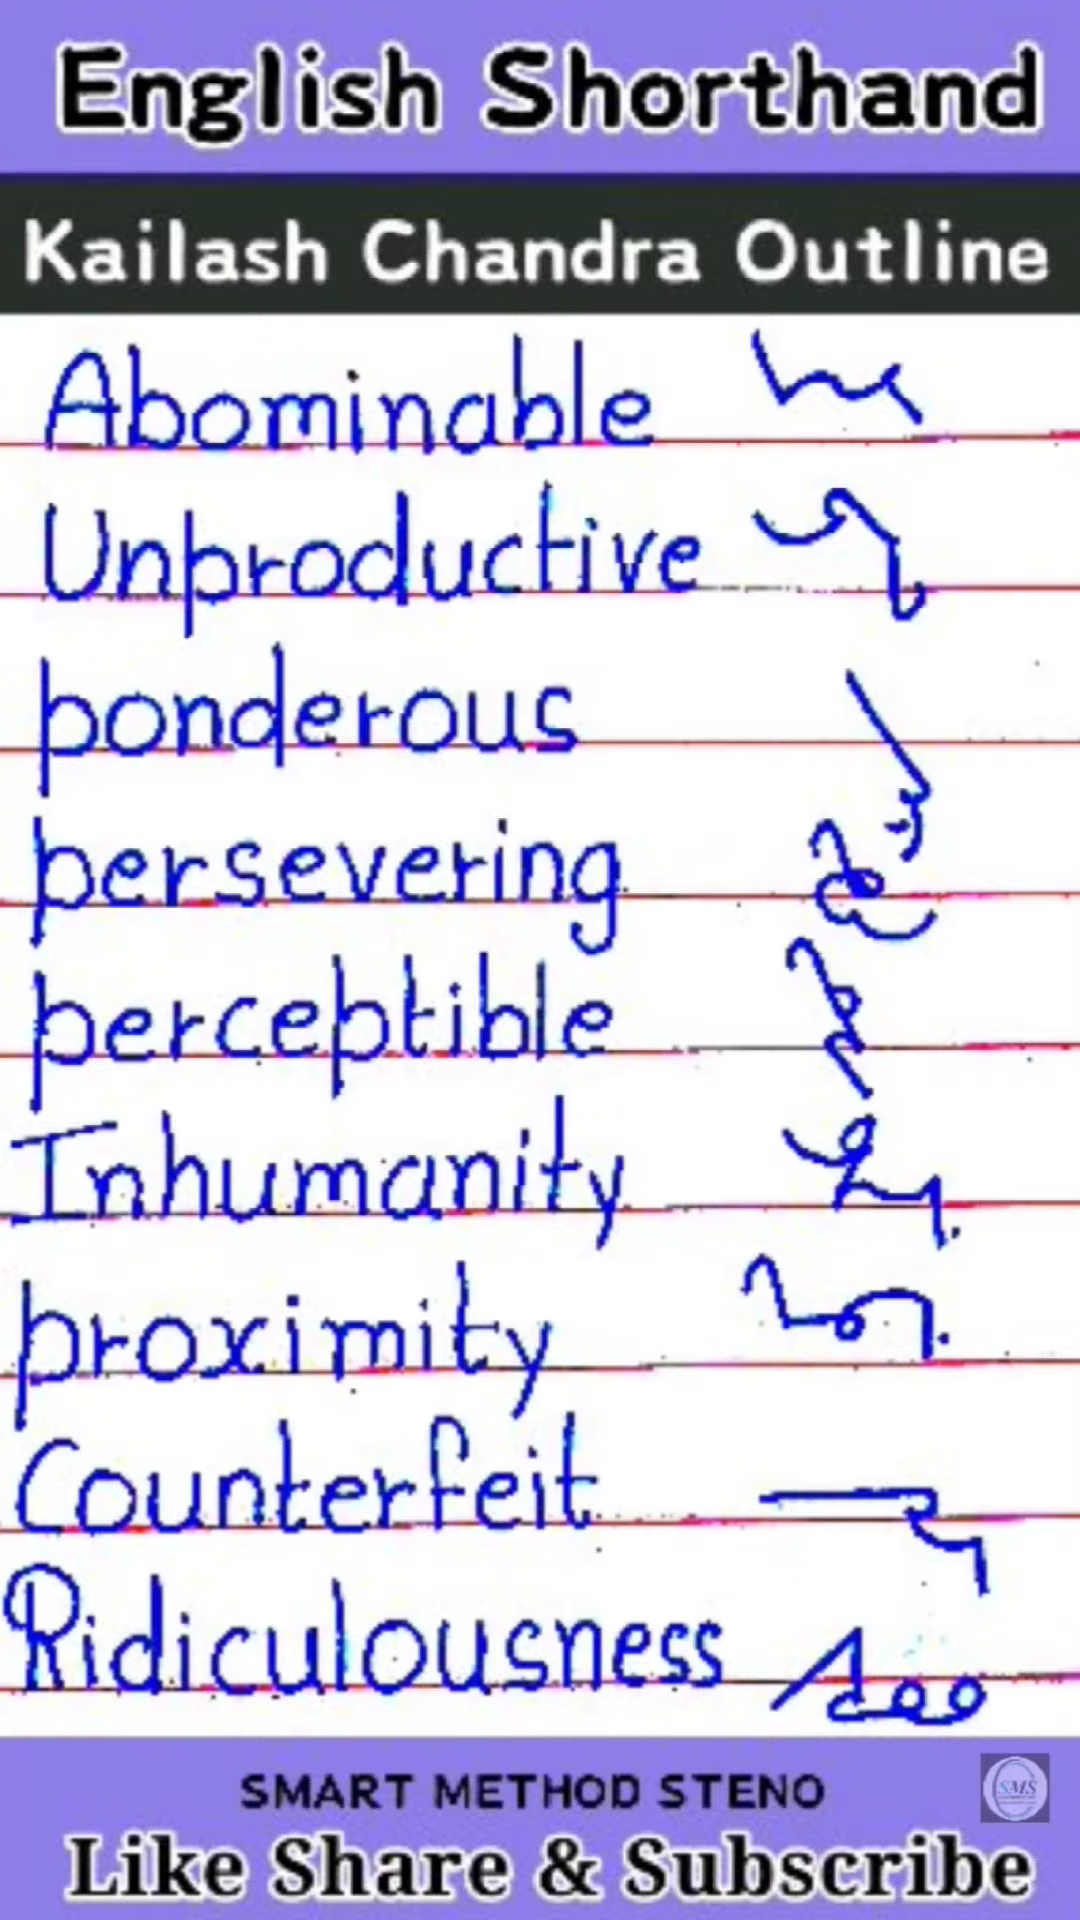 English Shorthand
Kailash Chandra Outline
Abominable
Unproductive
ponderous
persevering
perceptible
Inhumanity
proximity
Counterfeit
Ridiculousness
SMART METHOD STENO
SMS
Like Share & Subscribe